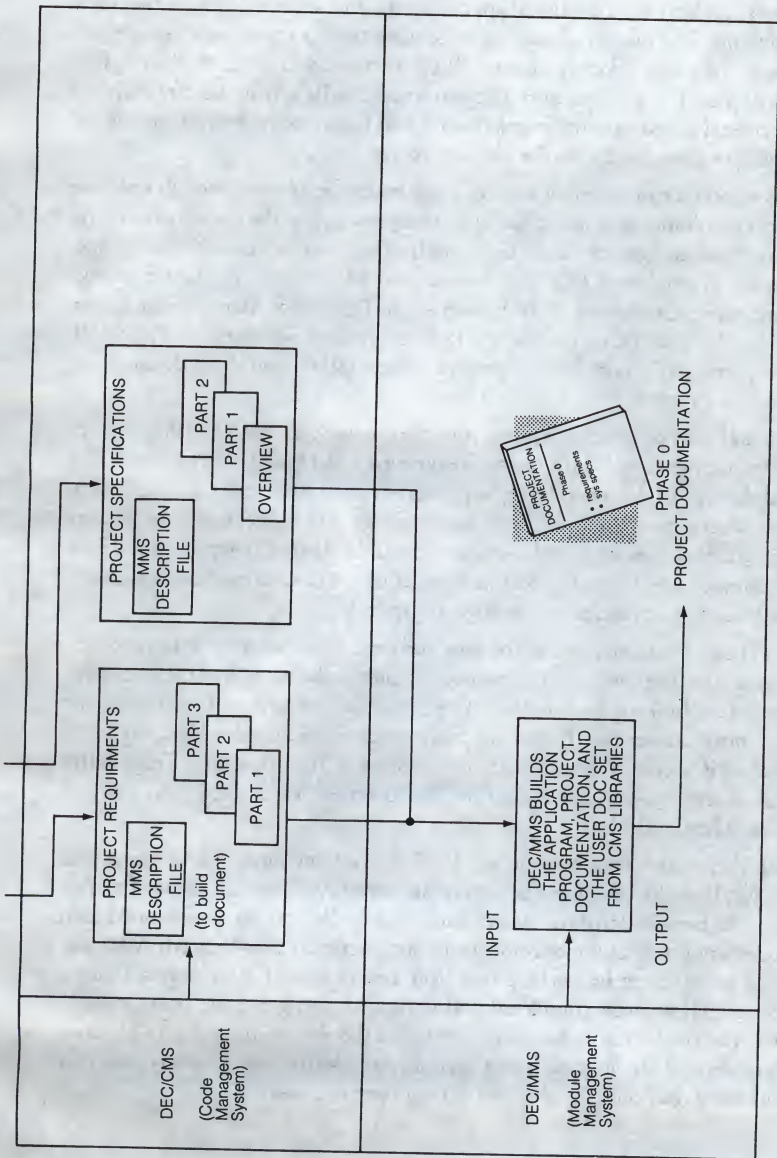 DEC/CMS
(Code
Management
System)
PROJECT REQUIRMENTS
MMS
DESCRIPTION
FILE
(to build
document)
PART 3
PART 2
PART 1
PROJECT SPECIFICATIONS
MMS
DESCRIPTION
FILE
PART 2
PART 1
OVERVIEW
DEC/MMS
(Module
Management
System)
INPUT
DEC/MMS BUILDS
THE APPLICATION
PROGRAM, PROJECT
DOCUMENTATION, AND
THE USER DOC SET
FROM CMS LIBRARIES
OUTPUT
PROJECT
DOCUMENTATION
Phase 0
• requirements
• sys specs
PHASE 0
PROJECT DOCUMENTATION